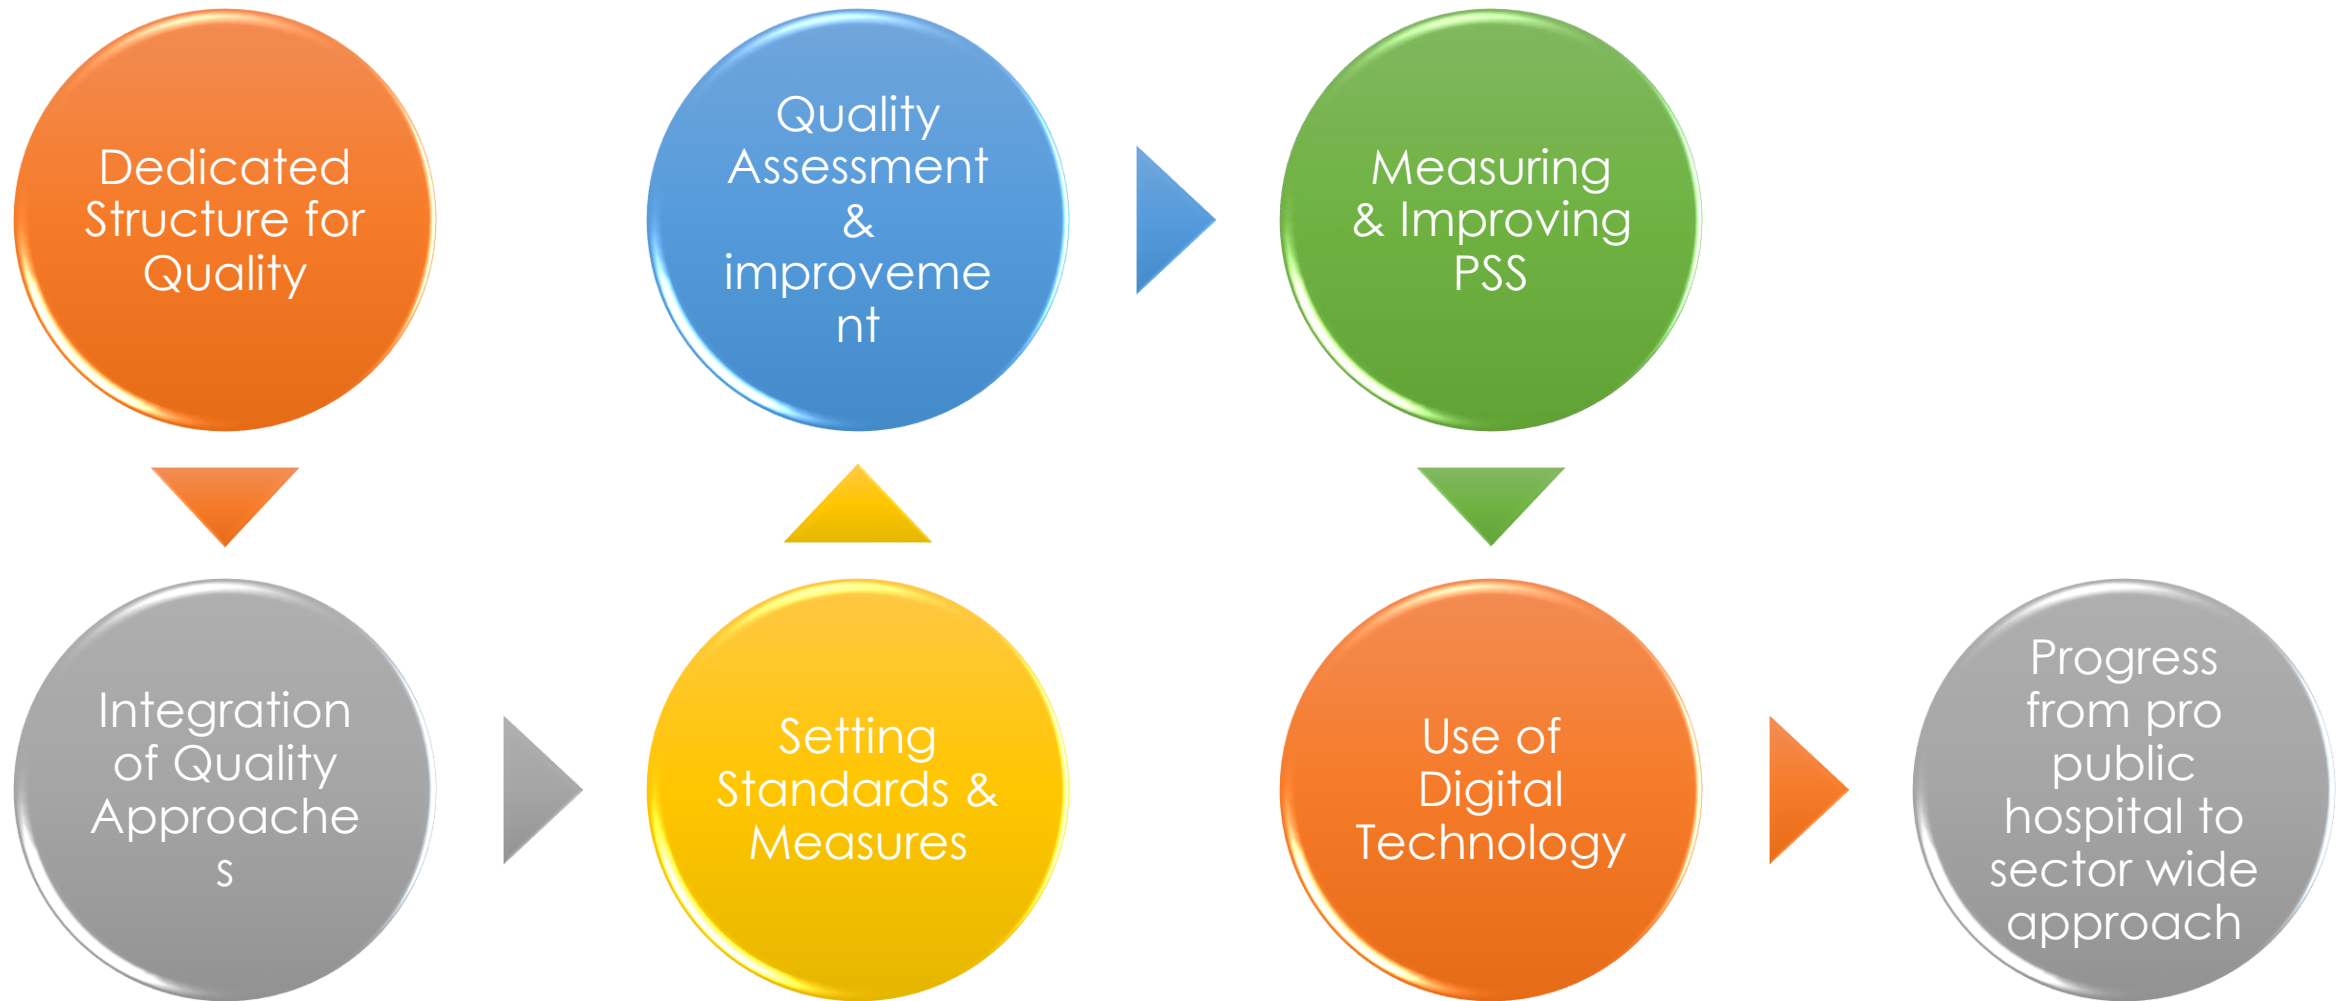 Dedicated
Structure for
Quality
Integration
of Quality
Approache
s
Setting
Standards &
Measures
Quality
Assessment
&
improveme
nt
Measuring
& Improving
PSS
Use of
Digital
Technology
Progress
from pro
public
hospital to
sector wide
approach